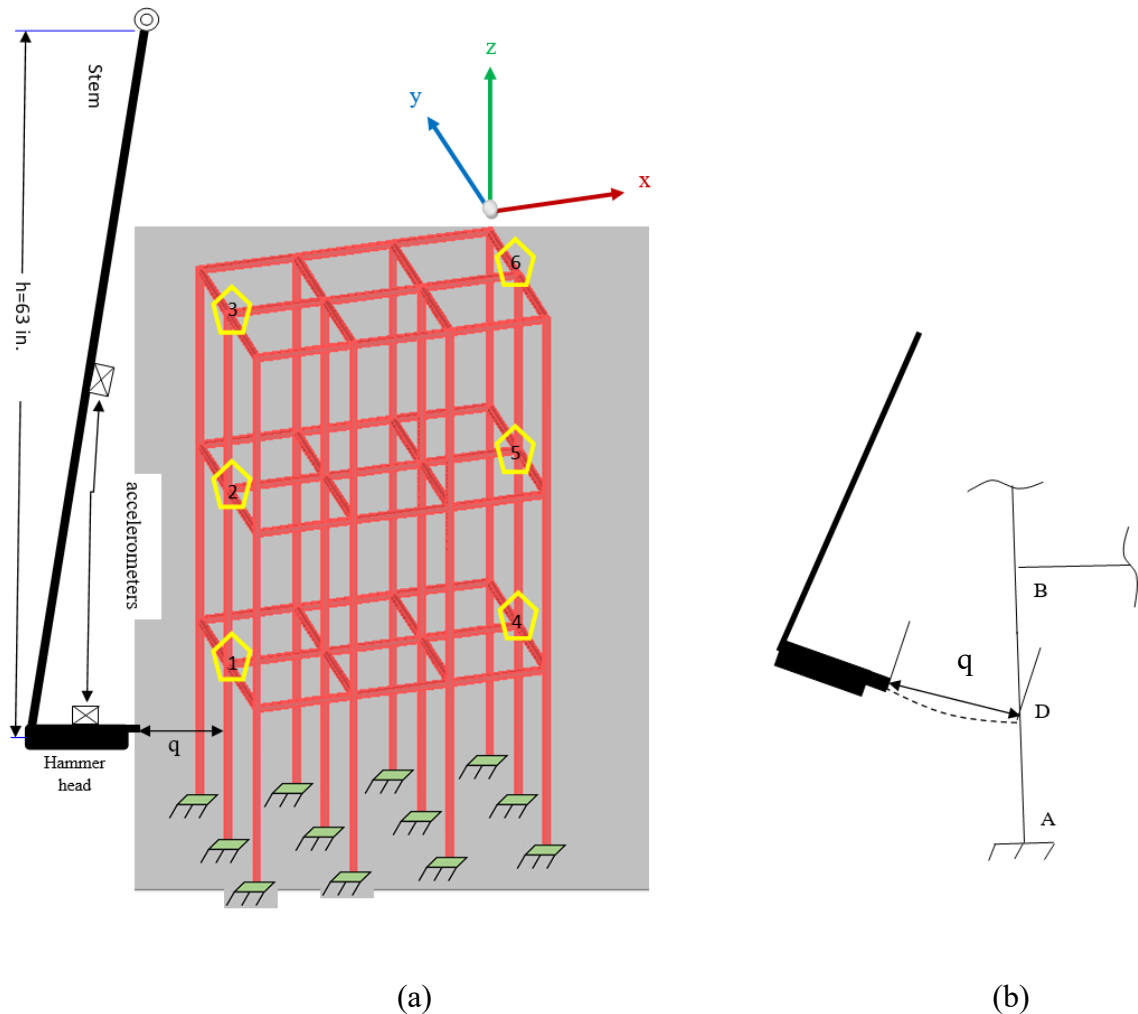 z
y
x
Stem
h=63 in.
6
3
5
2
accelerometers
4
1
q
Hammer
head
B
q
D
A
(a)
(b)